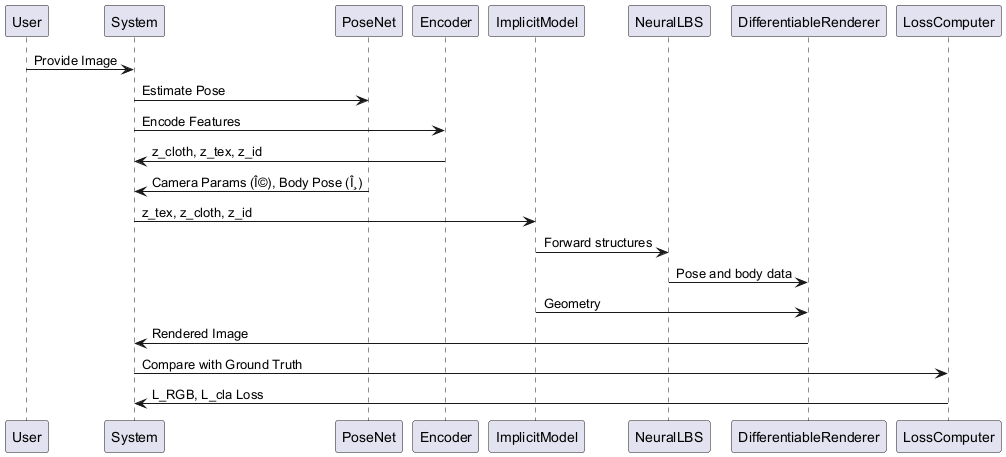 User System PoseNet Encoder ImplicitModel NeuralLBS DifferentiableRenderer LossComputer
Provide Image
Estimate Pose
Encode Features
z_cloth, z_tex, z_id
Camera Params (Î©), Body Pose (Î¸)
z_tex, z_cloth, z_id
Forward structures
Pose and body data
Geometry
Rendered Image
Compare with Ground Truth
L_RGB, L_cla Loss
User System PoseNet Encoder ImplicitModel NeuralLBS DifferentiableRenderer LossComputer